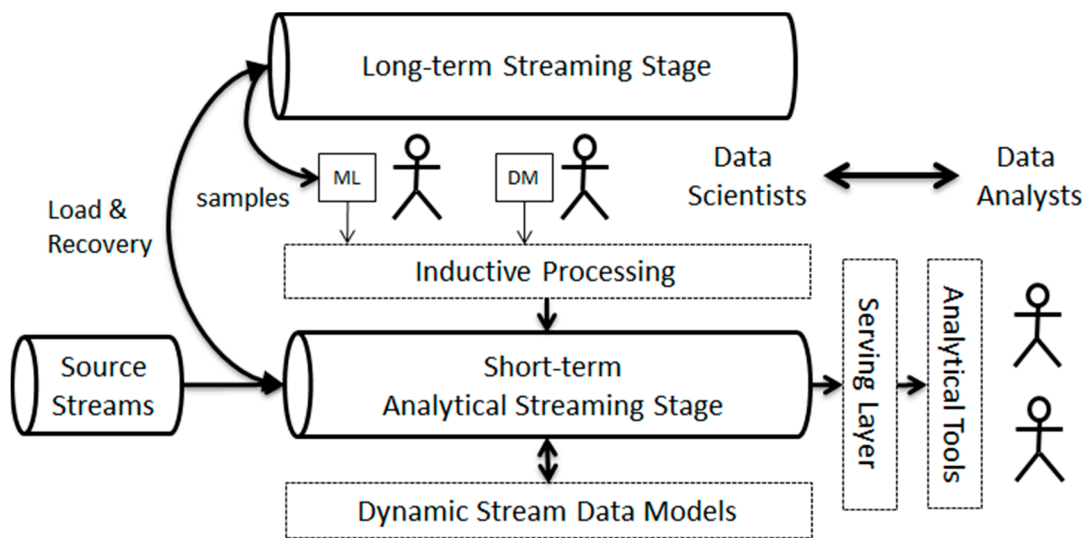 Long-term Streaming Stage
ML
DM
samples
Data
Scientists
Data
Analysts
Load &
Recovery
Inductive Processing
Source
Streams
Short-term
Analytical Streaming Stage
Serving Layer
Analytical Tools
Dynamic Stream Data Models